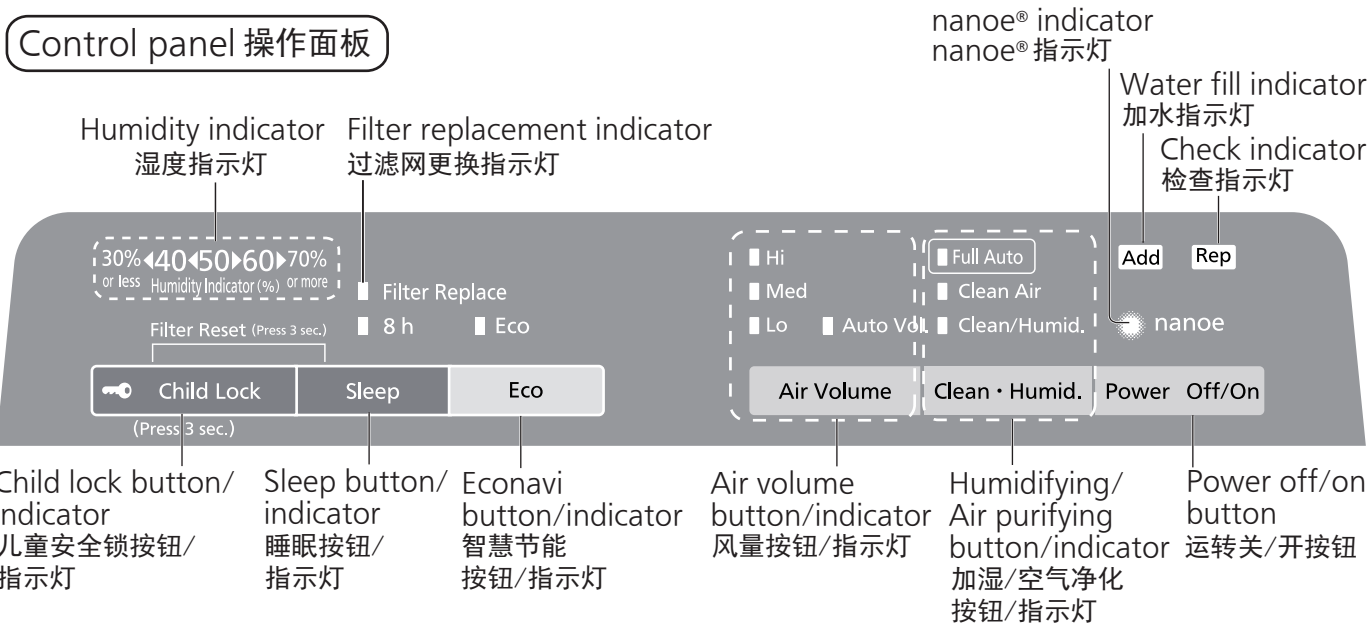 Control panel 操作面板
nanoe® indicator
nanoe® 指示灯
Water fill indicator
加水指示灯
Check indicator
检查指示灯
Humidity indicator
湿度指示灯
Filter replacement indicator
过滤网更换指示灯
30% 40 50 60 70%
or less Humidity Indicator (%) or more
Filter Replace
8 h Eco
Filter Reset (Press 3 sec.)
Child Lock Sleep Eco
(Press 3 sec.)
Hi
Med
Lo Auto Vol.
Full Auto
Clean Air
Clean/Humid.
Add Rep
nanoe
Air Volume Clean・Humid. Power Off/On
Child lock button/
indicator
儿童安全锁按钮/
指示灯
Sleep button/
indicator
睡眠按钮/
指示灯
Econavi
button/indicator
智慧节能
按钮/指示灯
Air volume
button/indicator
风量按钮/指示灯
Humidifying/
Air purifying
button/indicator
加湿/空气净化
按钮/指示灯
Power off/on
button
运转关/开按钮